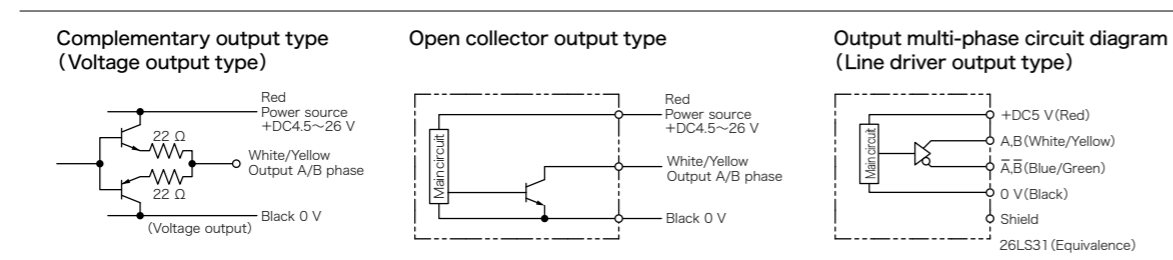 Complementary output type
(Voltage output type)
Red
Power source
+DC4.5～26 V
22 Ω
White/Yellow
Output A/B phase
22 Ω
Black 0 V
(Voltage output)
Open collector output type
Main circuit
Red
Power source
+DC4.5～26 V
White/Yellow
Output A/B phase
Black 0 V
Output multi-phase circuit diagram
(Line driver output type)
Main circuit
+DC5 V(Red)
A,B(White/Yellow)
A̅,B̅(Blue/Green)
0 V(Black)
Shield
26LS31(Equivalence)